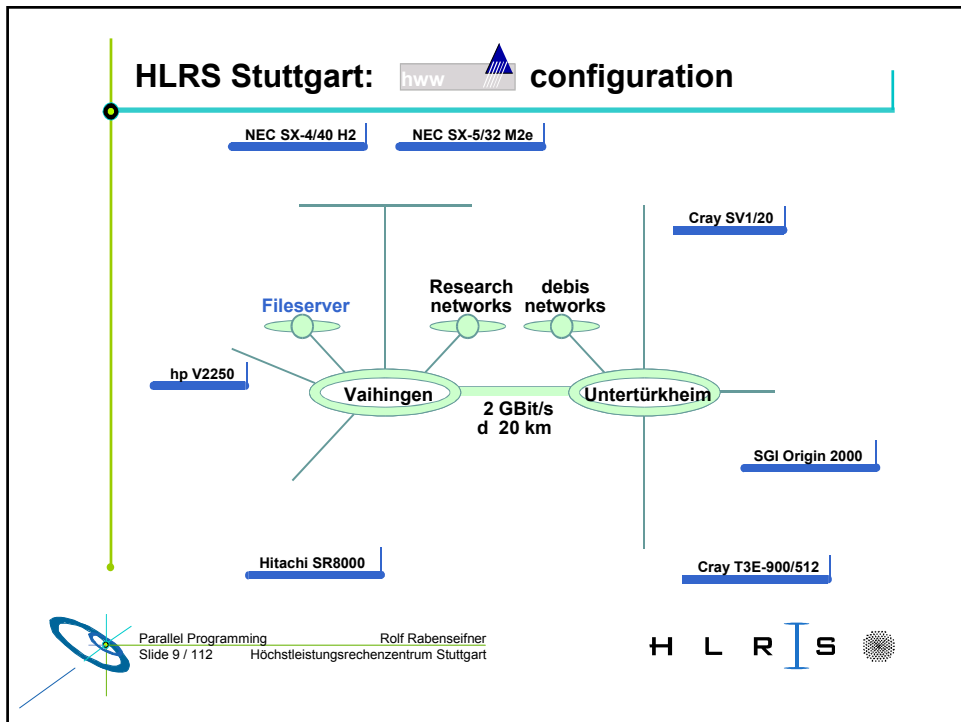 HLRS Stuttgart: hww configuration
NEC SX-4/40 H2 NEC SX-5/32 M2e
Cray SV1/20
Research debis
Fileserver networks networks
hp V2250
Vaihingen Untertürkheim
2 GBit/s
d 20 km
SGI Origin 2000
Hitachi SR8000 Cray T3E-900/512
Parallel Programming Rolf Rabenseifner
Slide 9 / 112 Höchstleistungsrechenzentrum Stuttgart
H L R I S